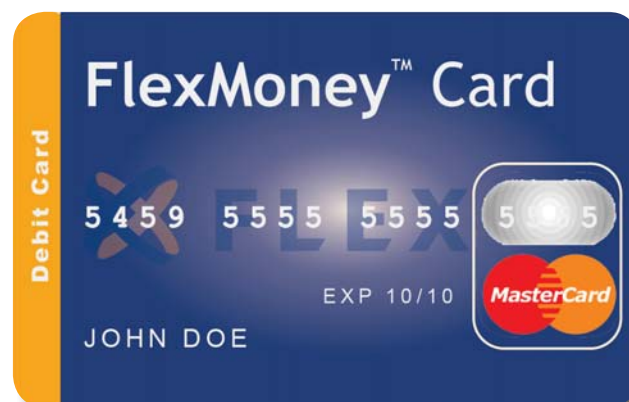 Debit Card
FlexMoney™ Card
FLEX
5459 5555 5555
EXP 10/10
MasterCard
JOHN DOE